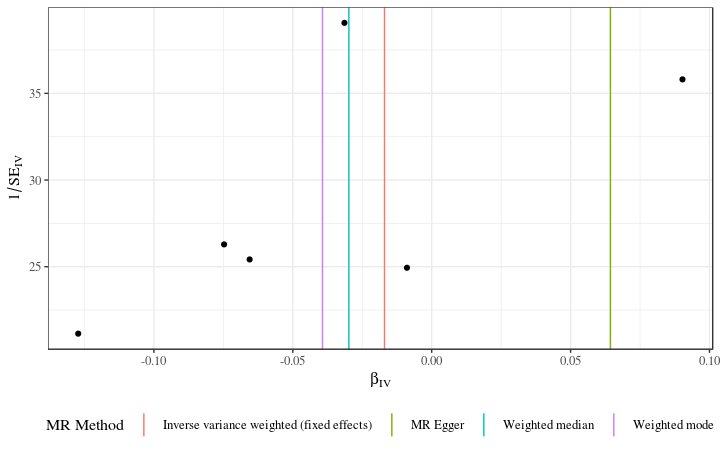 35
30
25
1/SE_IV
-0.10
-0.05
0.00
0.05
0.10
β_IV
MR Method
Inverse variance weighted (fixed effects)
MR Egger
Weighted median
Weighted mode